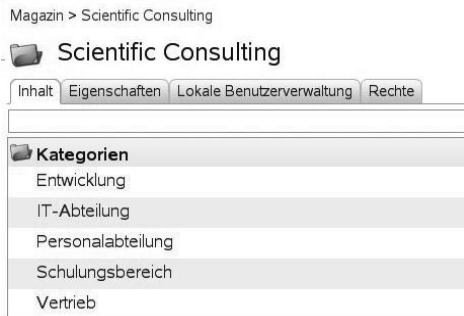 Magazin > Scientific Consulting
Scientific Consulting
Inhalt Eigenschaften Lokale Benutzerverwaltung Rechte
Kategorien
Entwicklung
IT-Abteilung
Personalabteilung
Schulungsbereich
Vertrieb